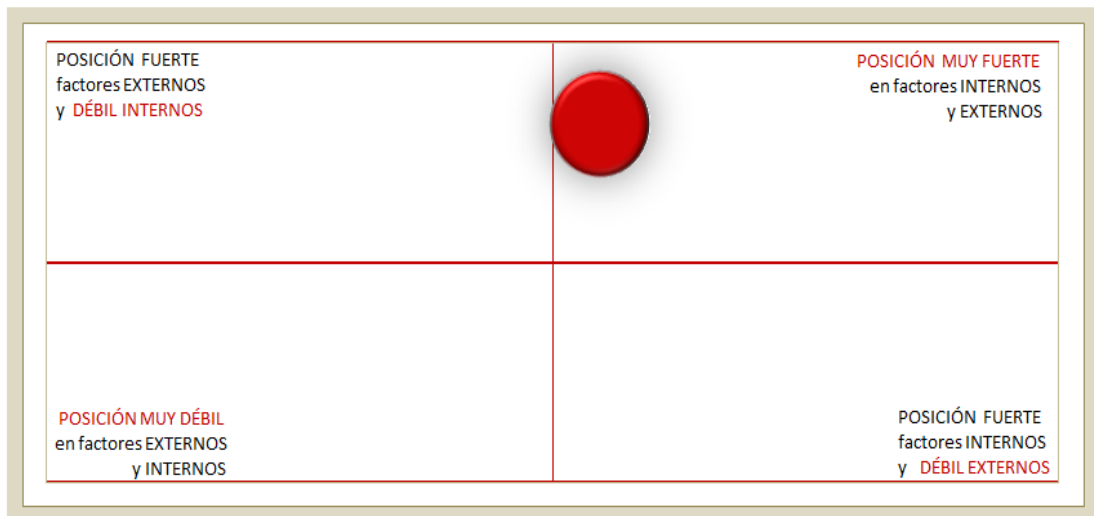 POSICIÓN FUERTE
factores EXTERNOS
y DÉBIL INTERNOS
POSICIÓN MUY FUERTE
en factores INTERNOS
y EXTERNOS
POSICIÓN MUY DÉBIL
en factores EXTERNOS
y INTERNOS
POSICIÓN FUERTE
factores INTERNOS
y DÉBIL EXTERNOS